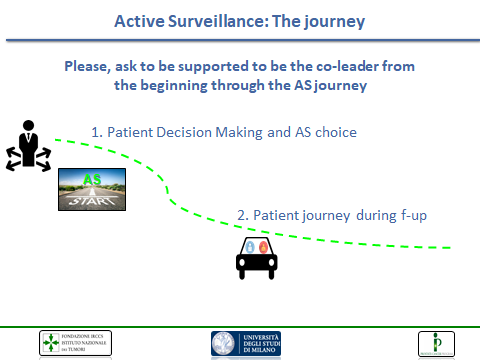 Active Surveillance: The journey
Please, ask to be supported to be the co-leader from
the beginning through the AS journey
1. Patient Decision Making and AS choice
AS
START
2. Patient journey during f-up
FONDAZIONE IRCCS
ISTITUTO NAZIONALE
DEI TUMORI
UNIVERSITÀ
DEGLI STUDI
DI MILANO